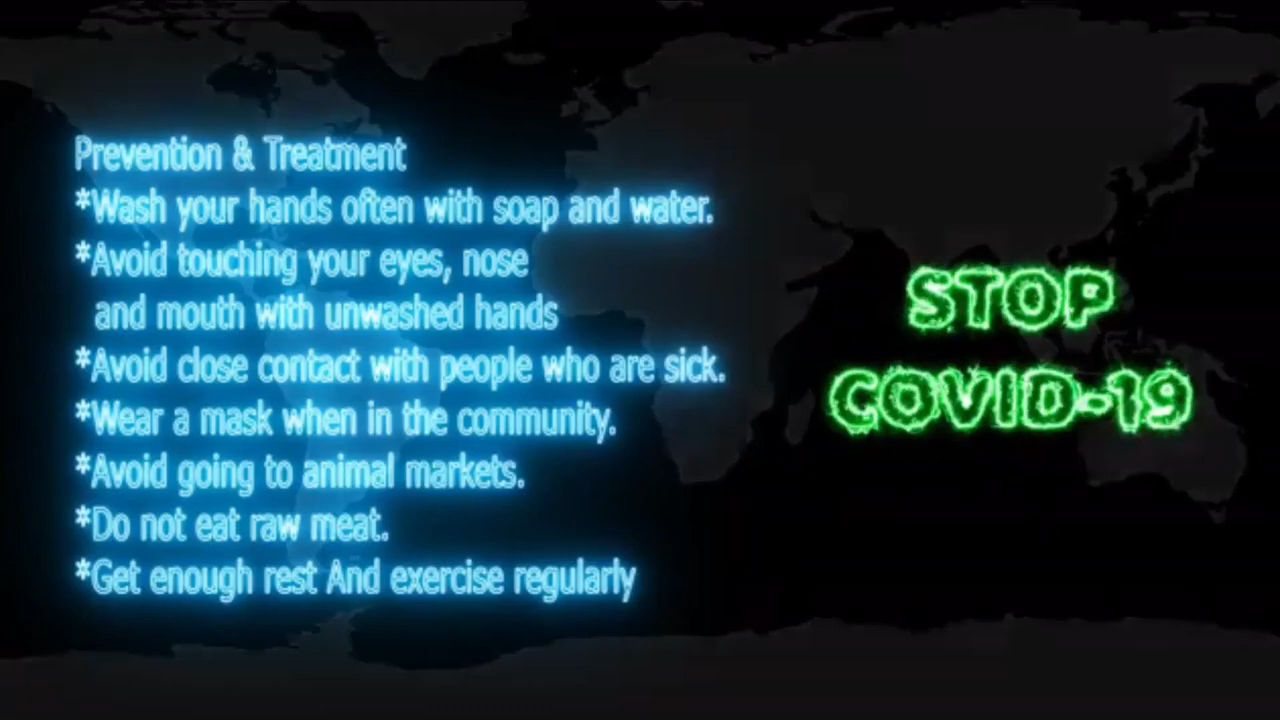 Prevention & Treatment
*Wash your hands often with soap and water.
*Avoid touching your eyes, nose
and mouth with unwashed hands
*Avoid close contact with people who are sick.
*Wear a mask when in the community.
*Avoid going to animal markets.
*Do not eat raw meat.
*Get enough rest And exercise regularly
STOP
COVID-19